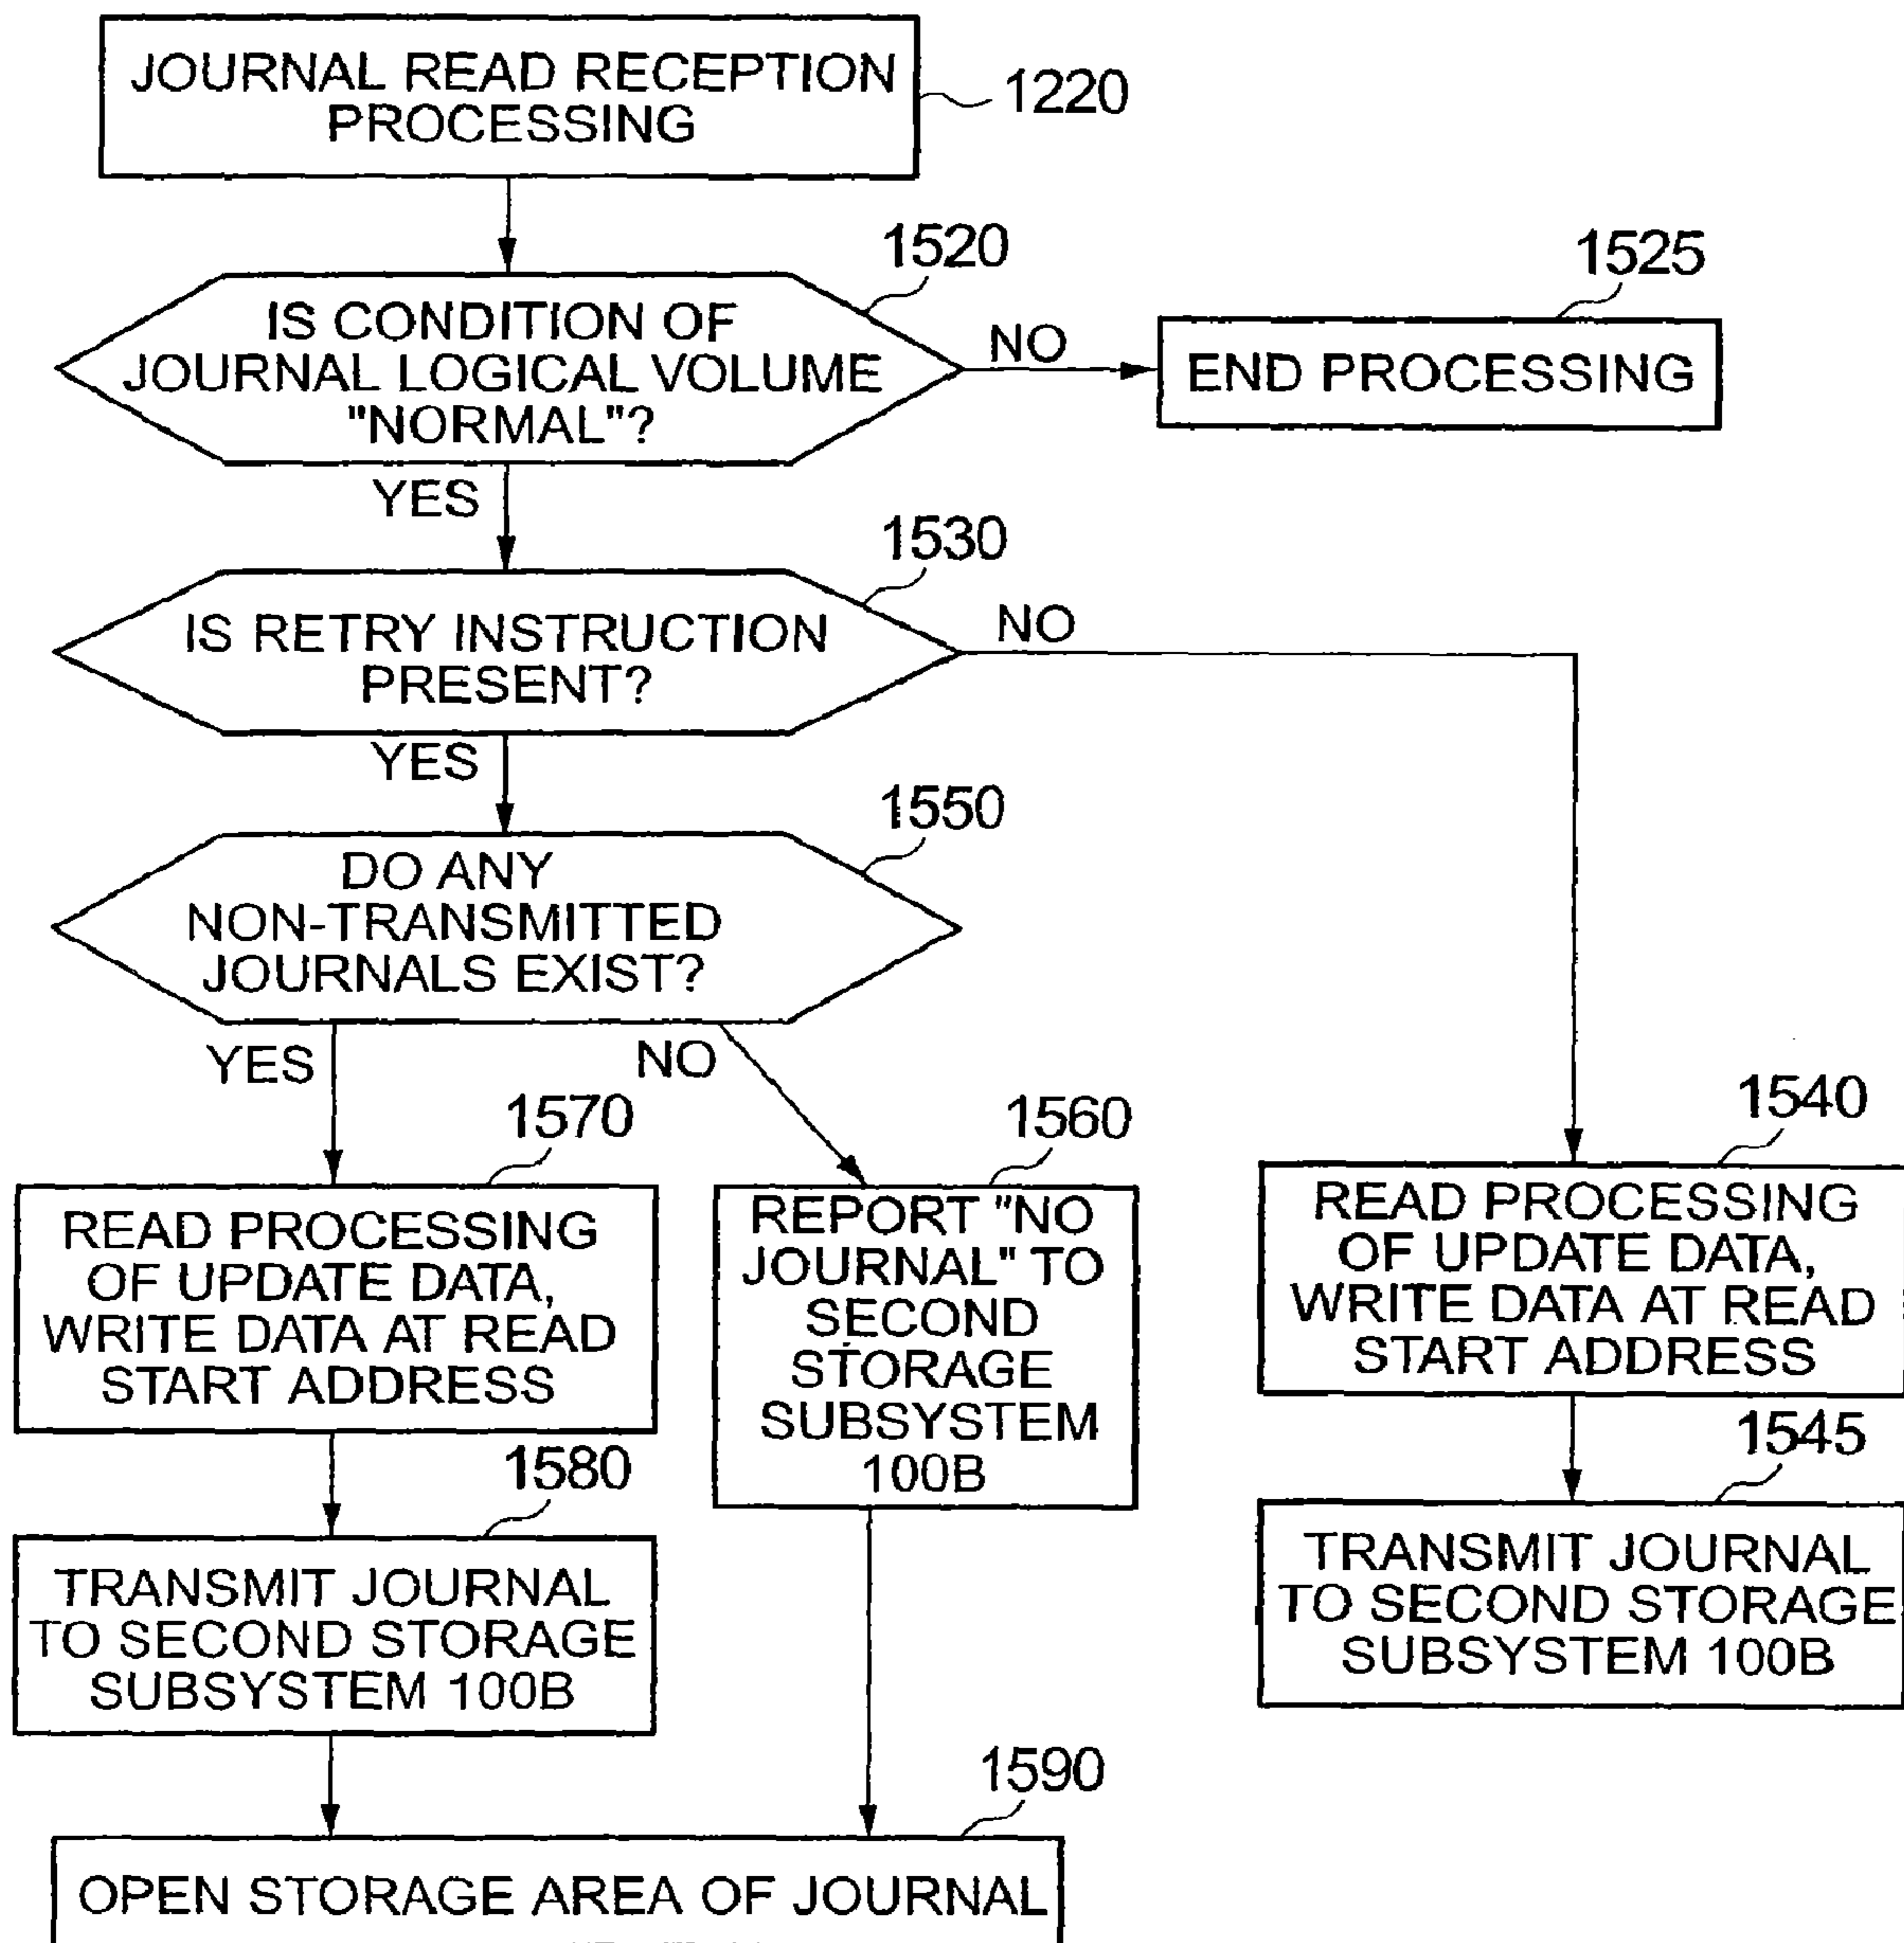 JOURNAL READ RECEPTION
PROCESSING
1220
1520
IS CONDITION OF
JOURNAL LOGICAL VOLUME
"NORMAL"?
NO
1525
END PROCESSING
YES
1530
IS RETRY INSTRUCTION
PRESENT?
NO
YES
1550
DO ANY
NON-TRANSMITTED
JOURNALS EXIST?
YES
NO
1570
READ PROCESSING
OF UPDATE DATA,
WRITE DATA AT READ
START ADDRESS
1560
REPORT "NO
JOURNAL" TO
SECOND
STORAGE
SUBSYSTEM
100B
1540
READ PROCESSING
OF UPDATE DATA,
WRITE DATA AT READ
START ADDRESS
1580
TRANSMIT JOURNAL
TO SECOND STORAGE
SUBSYSTEM 100B
1545
TRANSMIT JOURNAL
TO SECOND STORAGE
SUBSYSTEM 100B
1590
OPEN STORAGE AREA OF JOURNAL